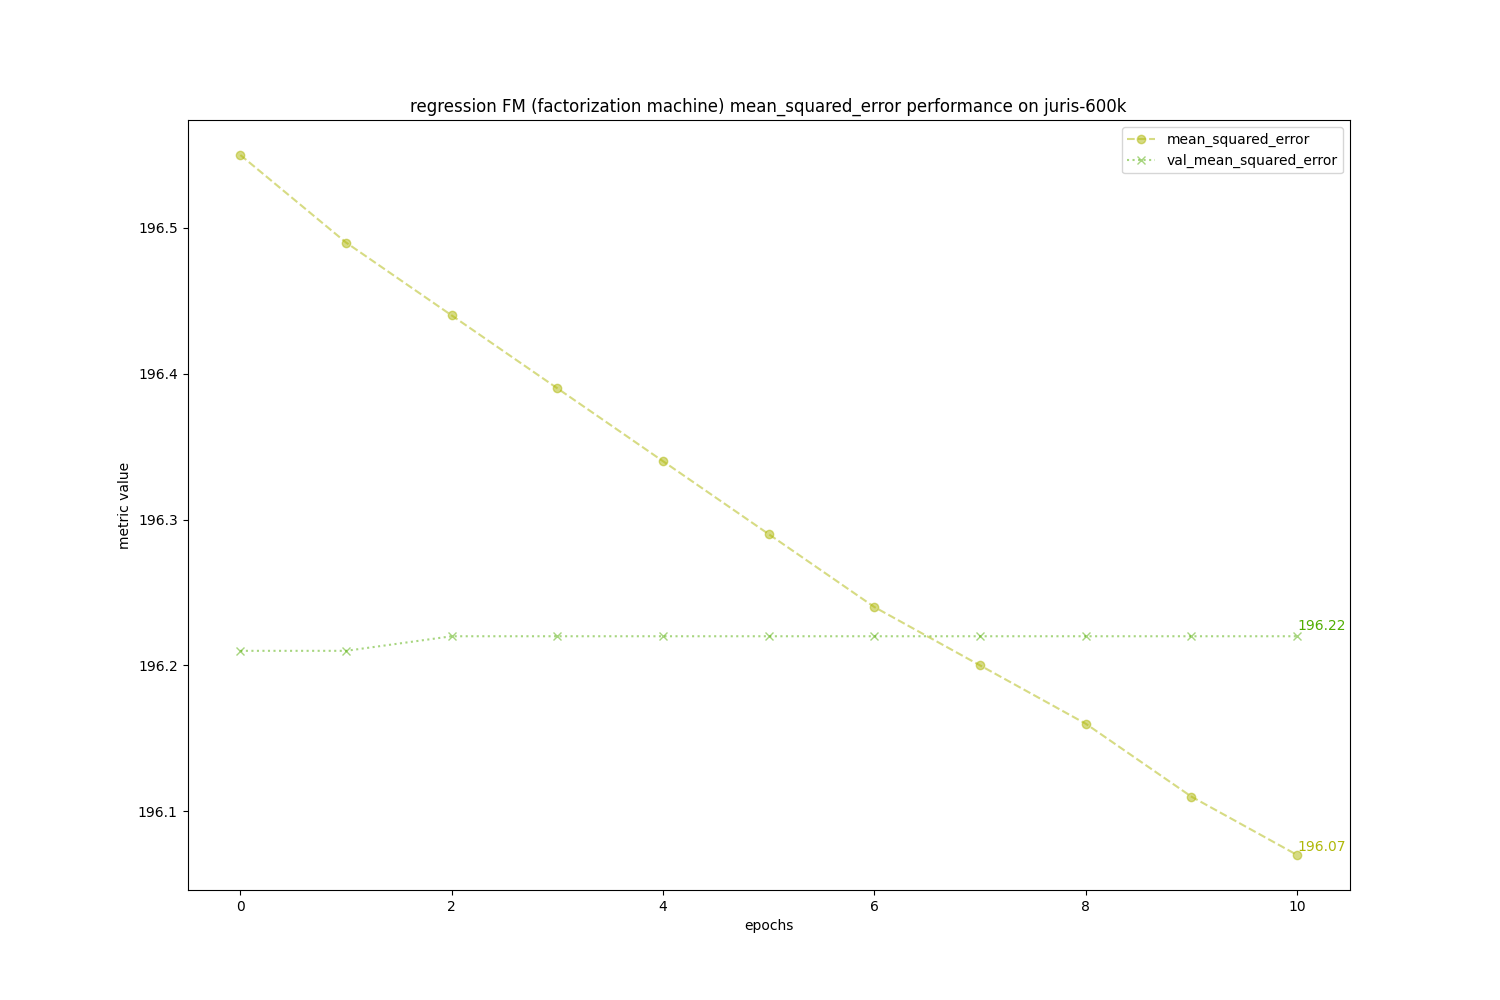 regression FM (factorization machine) mean_squared_error performance on juris-600k
mean_squared_error
val_mean_squared_error
196.5
196.4
196.3
196.2
196.1
metric value
196.22
196.07
0 2 4 6 8 10
epochs